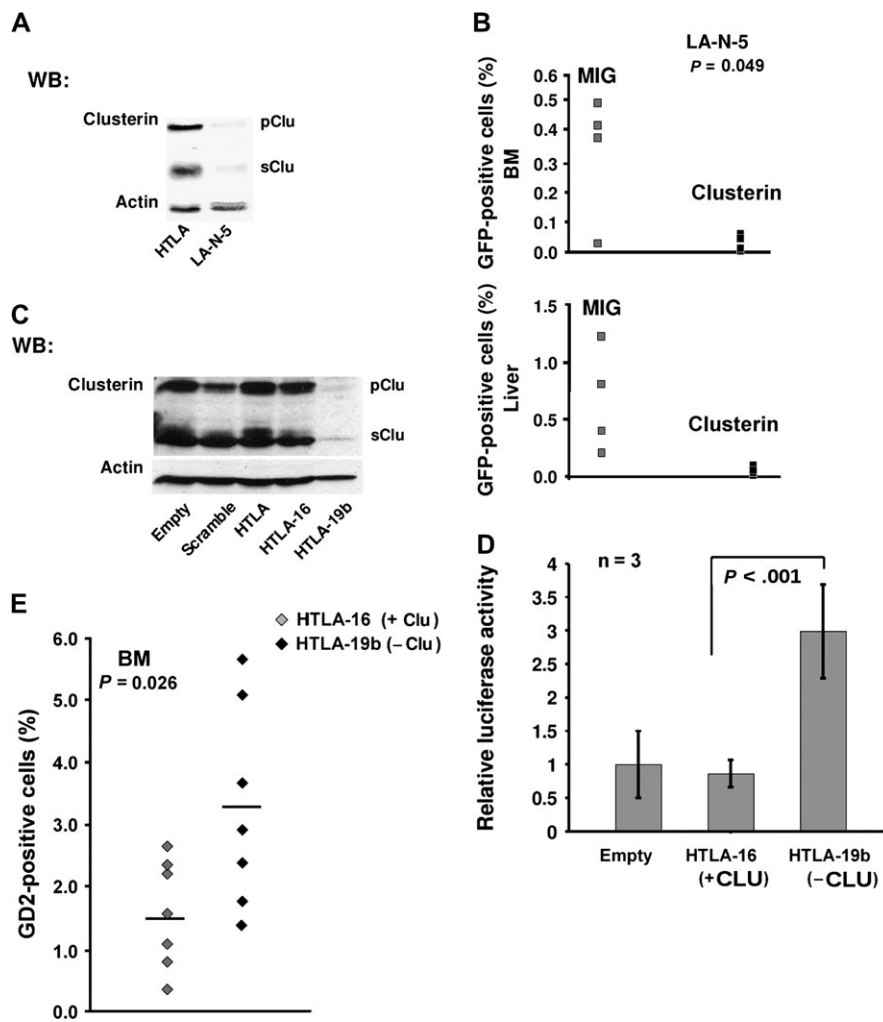 A
WB:
Clusterin
pClu
sClu
Actin
HTLA
LA-N-5
B
LA-N-5
P = 0.049
GFP-positive cells (%)
BM
0.6
0.5
0.4
0.3
0.2
0.1
0.0
MIG
Clusterin
GFP-positive cells (%)
Liver
1.5
1.0
0.5
0.0
MIG
Clusterin
C
WB:
Clusterin
pClu
sClu
Actin
Empty
Scramble
HTLA
HTLA-16
HTLA-19b
D
Relative luciferase activity
4
3.5
3
2.5
2
1.5
1
0.5
0
n = 3
P < .001
Empty
HTLA-16
(+CLU)
HTLA-19b
(−CLU)
E
HTLA-16 (+ Clu)
HTLA-19b (− Clu)
GD2-positive cells (%)
6.0
5.0
4.0
3.0
2.0
1.0
0.0
BM
P = 0.026